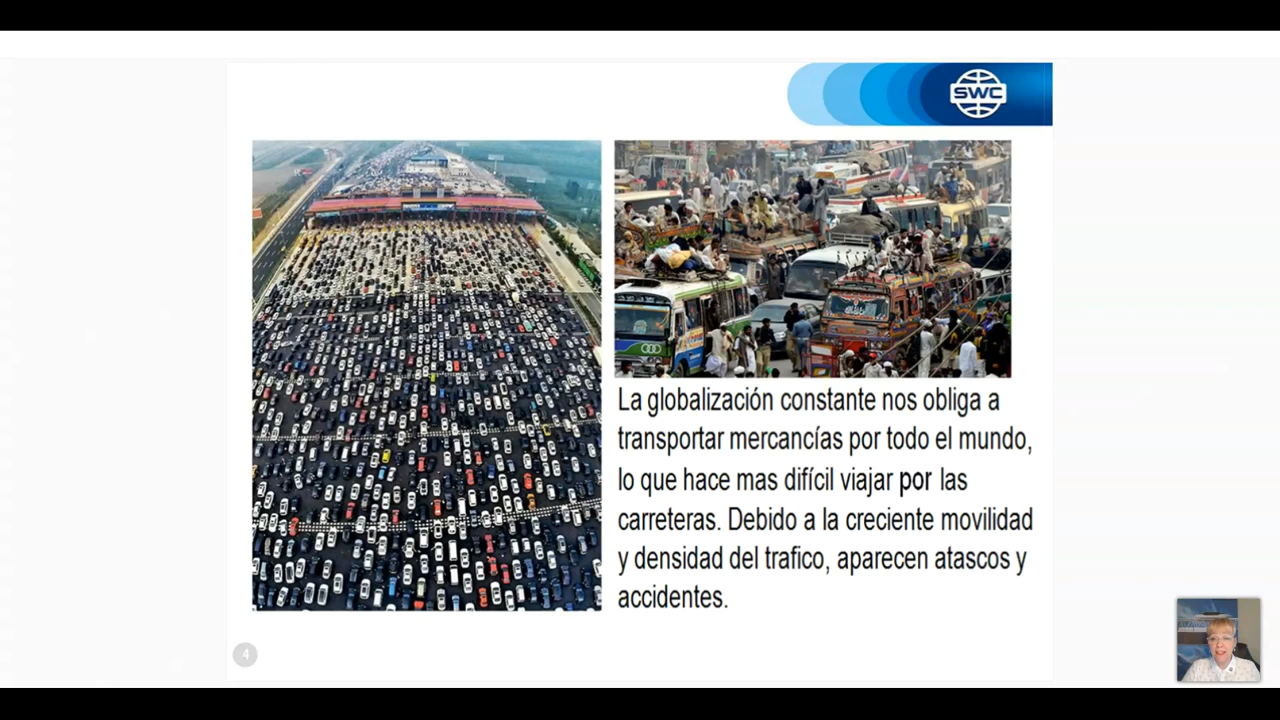 SWC
La globalización constante nos obliga a
transportar mercancías por todo el mundo,
lo que hace mas difícil viajar por las
carreteras. Debido a la creciente movilidad
y densidad del trafico, aparecen atascos y
accidentes.
4